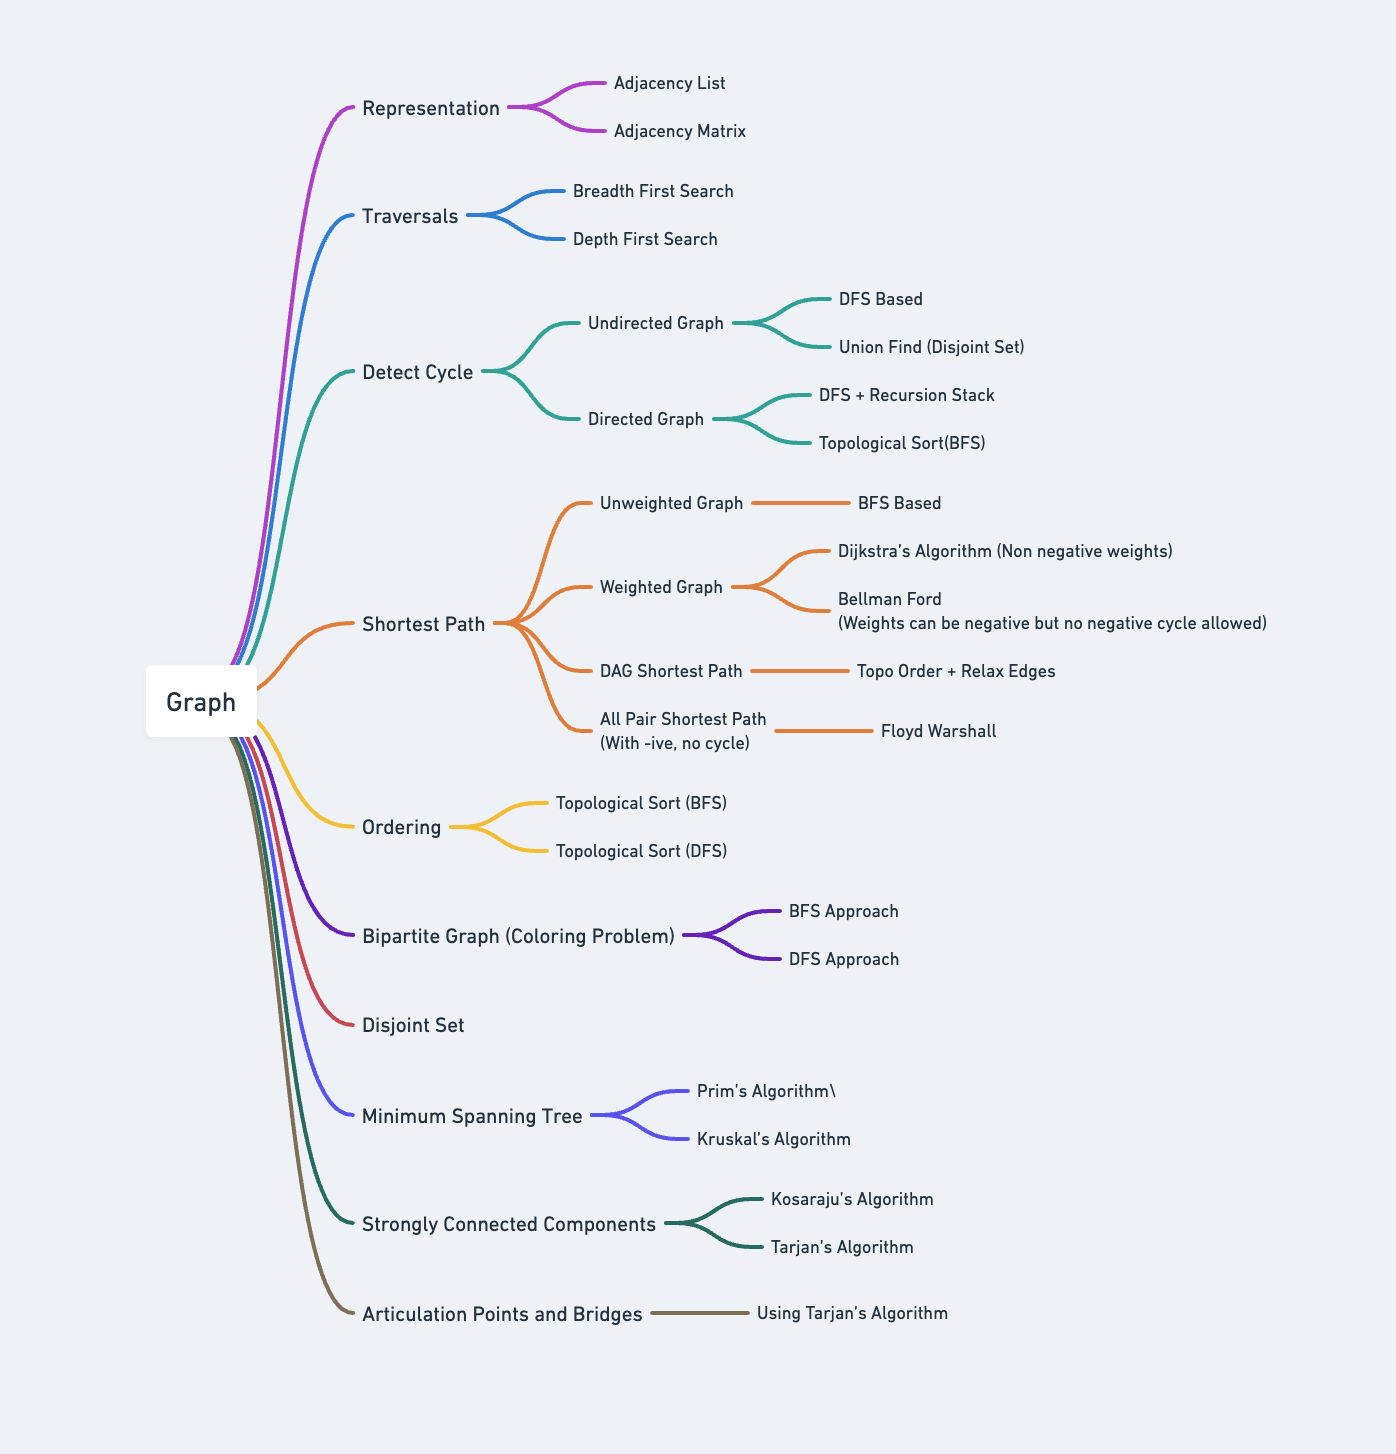 Graph
Representation
Adjacency List
Adjacency Matrix
Traversals
Breadth First Search
Depth First Search
Detect Cycle
Undirected Graph
DFS Based
Union Find (Disjoint Set)
Directed Graph
DFS + Recursion Stack
Topological Sort(BFS)
Shortest Path
Unweighted Graph
BFS Based
Weighted Graph
Dijkstra’s Algorithm (Non negative weights)
Bellman Ford
(Weights can be negative but no negative cycle allowed)
DAG Shortest Path
Topo Order + Relax Edges
All Pair Shortest Path
(With -ive, no cycle)
Floyd Warshall
Ordering
Topological Sort (BFS)
Topological Sort (DFS)
Bipartite Graph (Coloring Problem)
BFS Approach
DFS Approach
Disjoint Set
Minimum Spanning Tree
Prim’s Algorithm\
Kruskal’s Algorithm
Strongly Connected Components
Kosaraju’s Algorithm
Tarjan’s Algorithm
Articulation Points and Bridges
Using Tarjan’s Algorithm